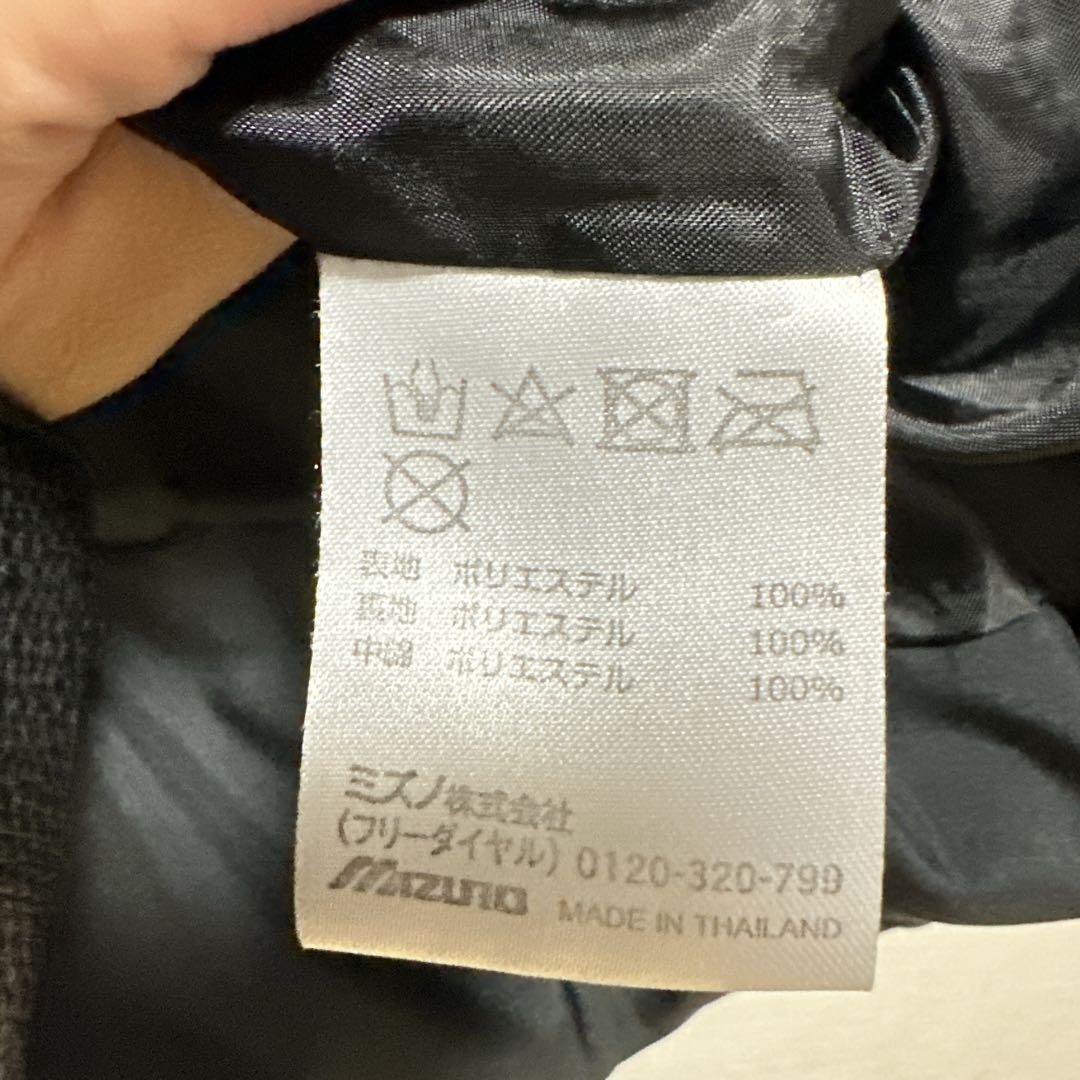 表地 ポリエステル 100%
裏地 ポリエステル 100%
中綿 ポリエステル 100%
ミズノ株式会社
(フリーダイヤル) 0120-320-799
MIZUNO MADE IN THAILAND